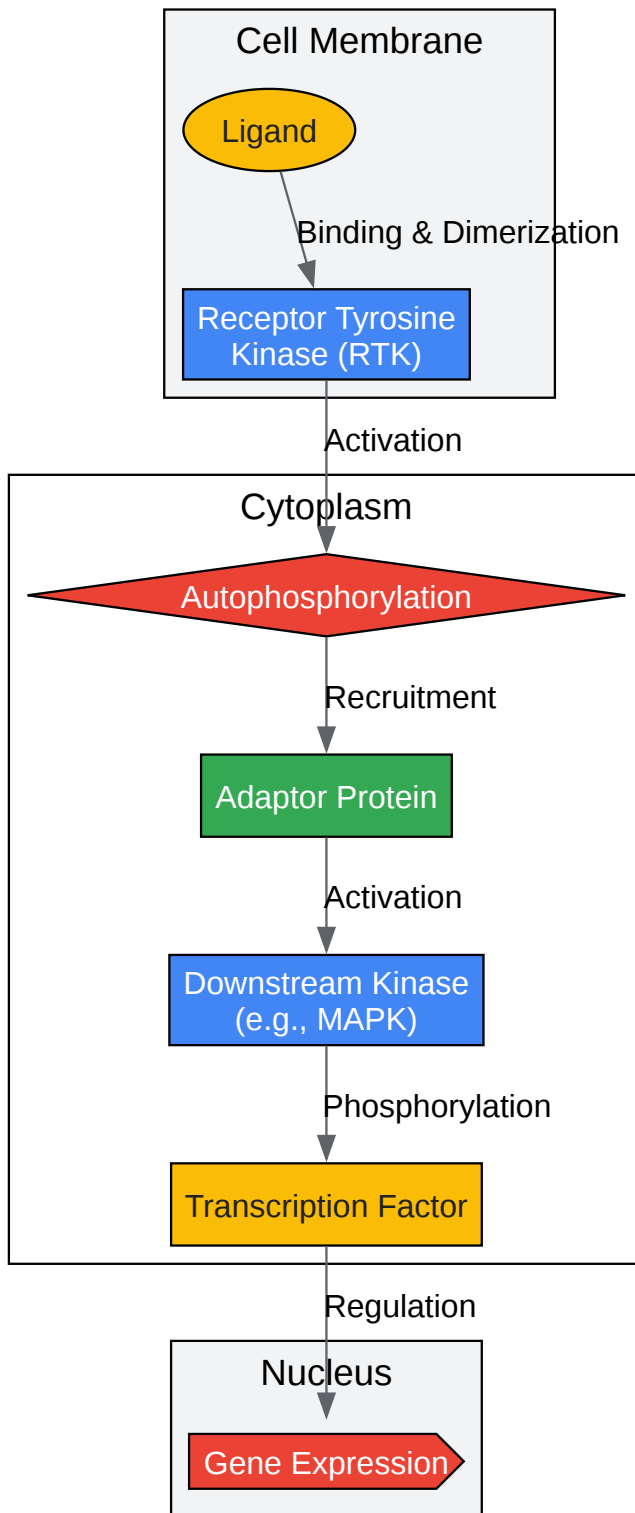 Cell Membrane
Ligand
Binding & Dimerization
Receptor Tyrosine
Kinase (RTK)
Activation
Cytoplasm
Autophosphorylation
Recruitment
Adaptor Protein
Activation
Downstream Kinase
(e.g., MAPK)
Phosphorylation
Transcription Factor
Regulation
Nucleus
Gene Expression